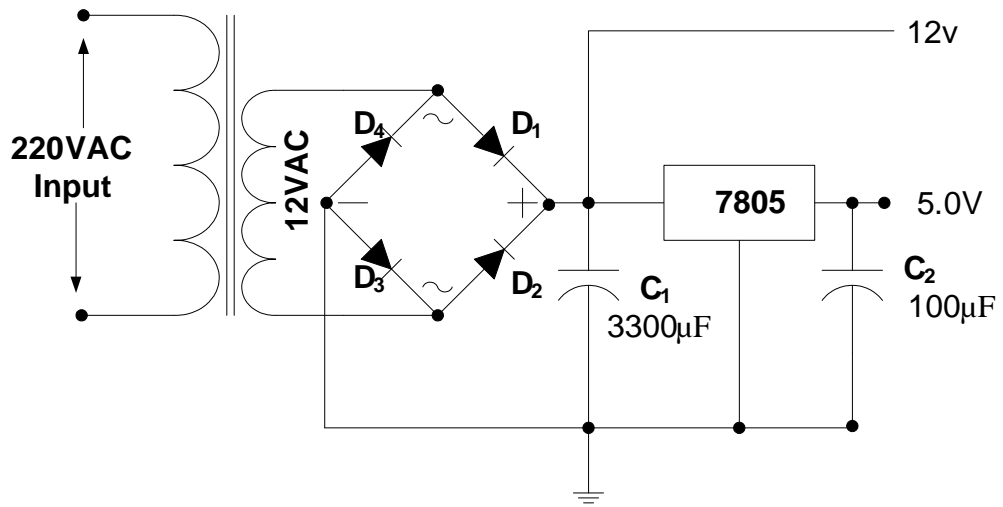 220VAC
Input
12VAC
D4
D1
D3
D2
12v
7805
5.0V
C1
3300μF
C2
100μF